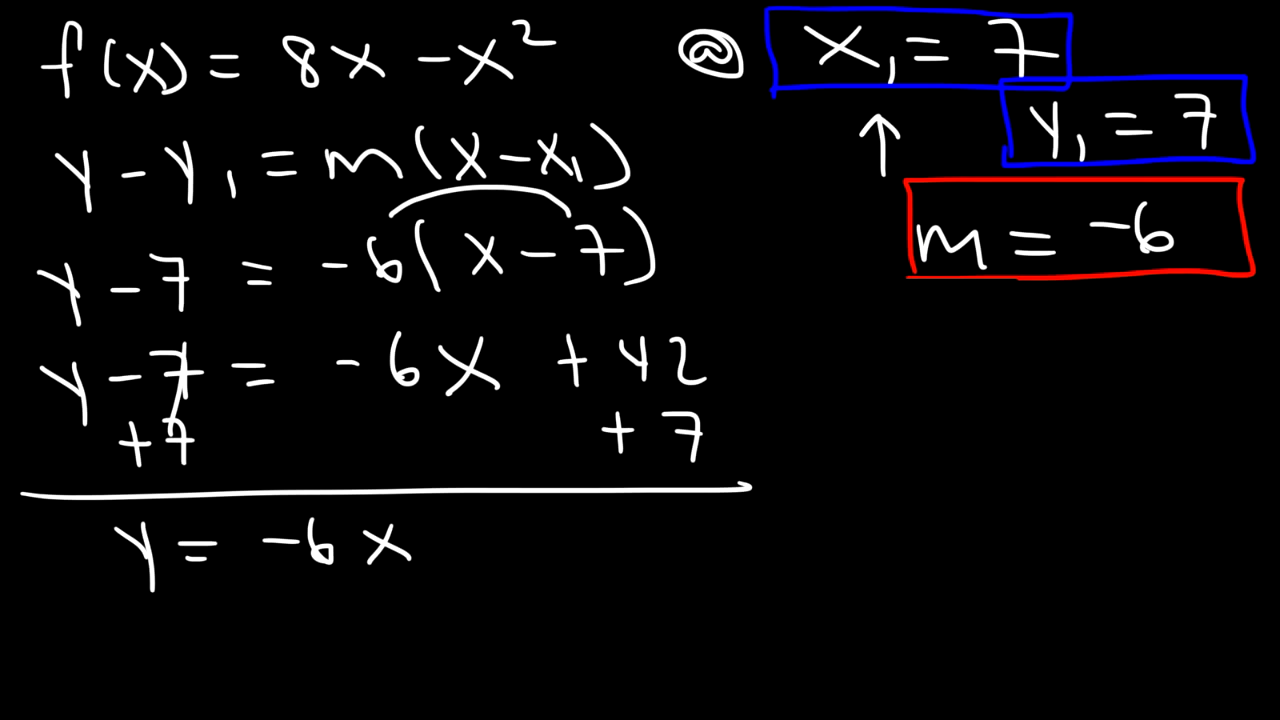 f(x) = 8x - x² @ x₁ = 7
y₁ = 7
y - y₁ = m(x - x₁)
m = -6
y - 7 = -6(x - 7)
y - 7 = -6x + 42
+7 +7
y = -6x